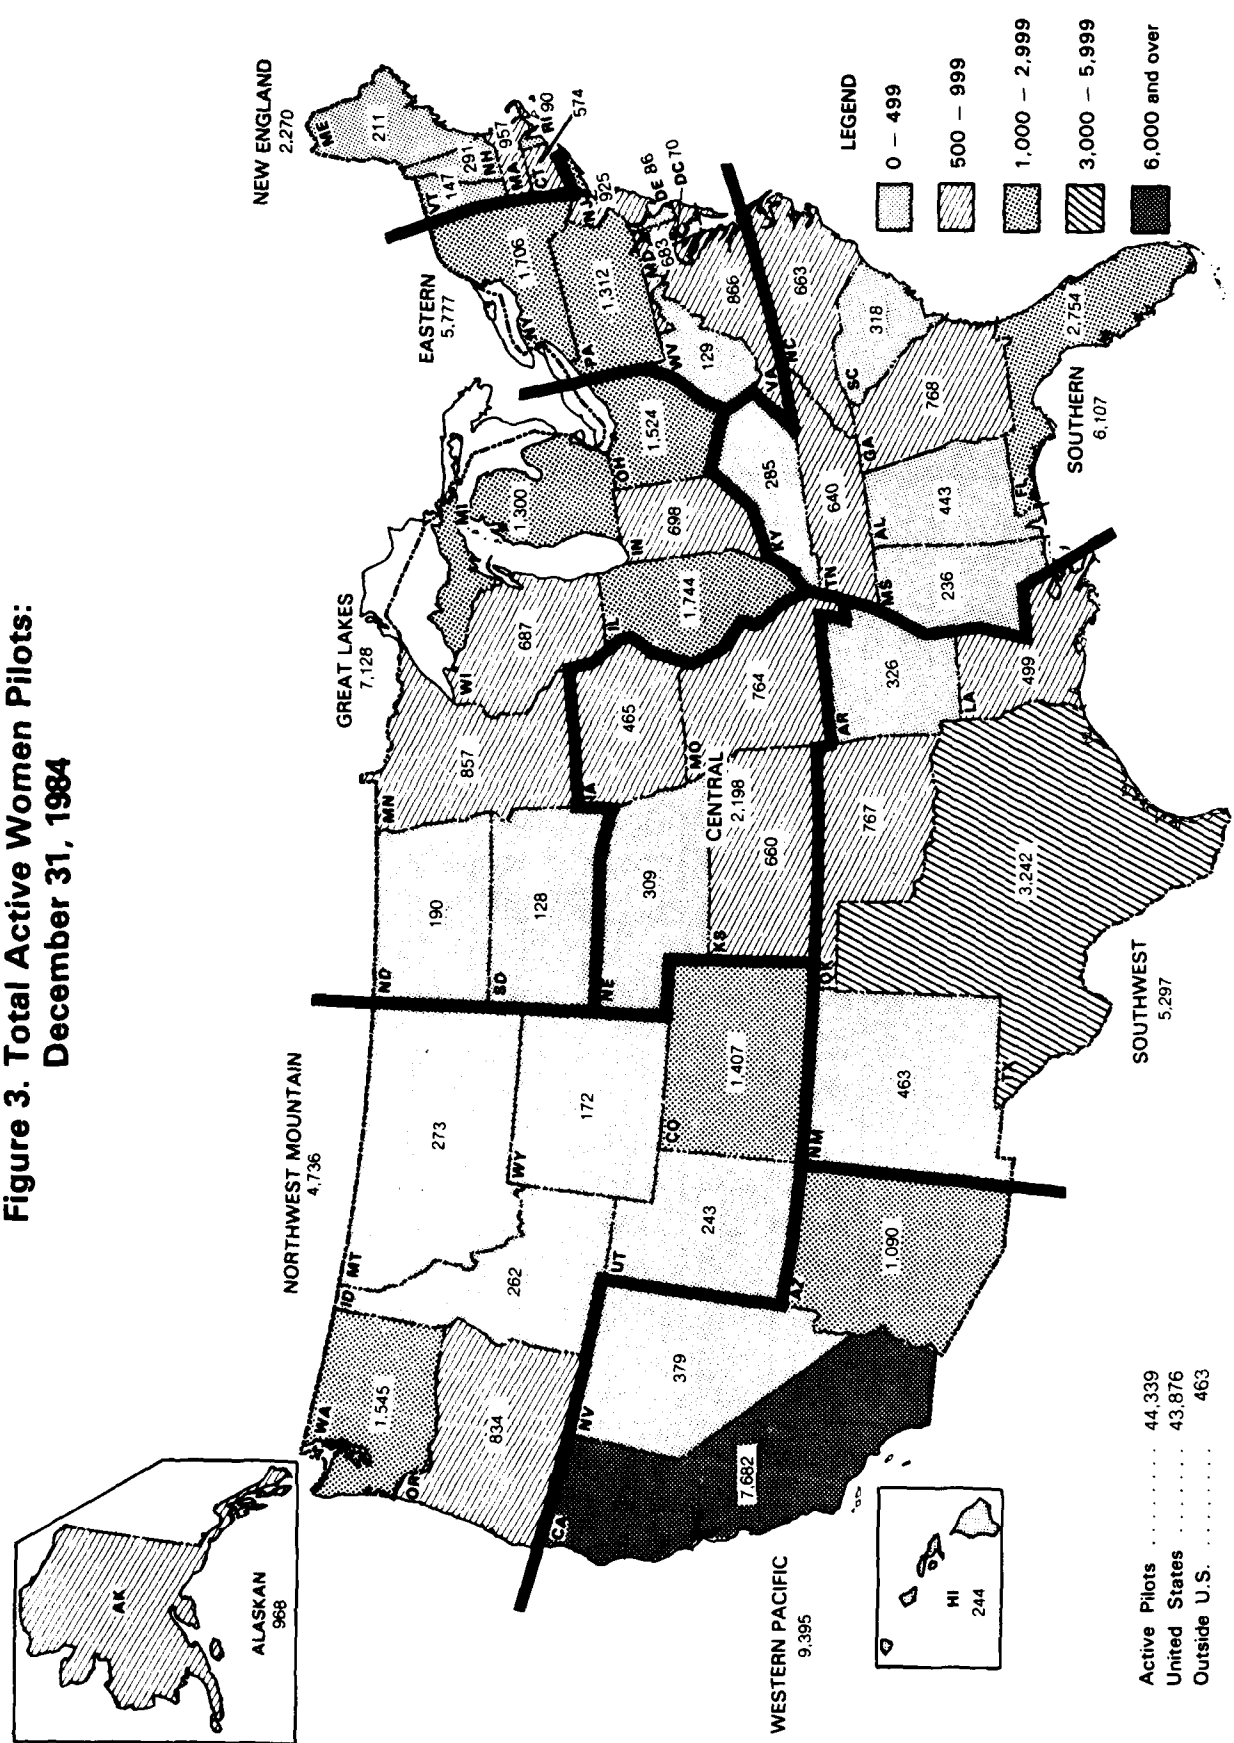 Figure 3. Total Active Women Pilots:
December 31, 1984
AK
ALASKAN
968
NORTHWEST MOUNTAIN
4,736
GREAT LAKES
7,128
EASTERN
5,777
NEW ENGLAND
2,270
WA
1,545
OR
834
ID
262
MT
273
WY
172
UT
243
CO
1,407
ND
190
SD
128
MN
857
WI
687
MI
1,300
IL
1,744
IN
698
OH
1,524
NE
309
IA
465
CENTRAL
2,198
KS
660
MO
764
NY
1,706
PA
1,312
NJ
925
DE 86
DC 70
MD
683
WV
129
VA
866
VT
147
NH
291
ME
211
MA
957
RI 90
CT
574
CA
7,682
NV
379
AZ
1,090
WESTERN PACIFIC
9,395
HI
244
NM
463
TX
3,242
OK
767
AR
326
LA
499
SOUTHWEST
5,297
KY
285
TN
640
NC
663
SC
318
MS
236
AL
443
GA
768
FL
2,754
SOUTHERN
6,107
LEGEND
0 – 499
500 – 999
1,000 – 2,999
3,000 – 5,999
6,000 and over
Active Pilots . . . . . . . . . . 44,339
United States . . . . . . . . 43,876
Outside U.S. . . . . . . . . . 463